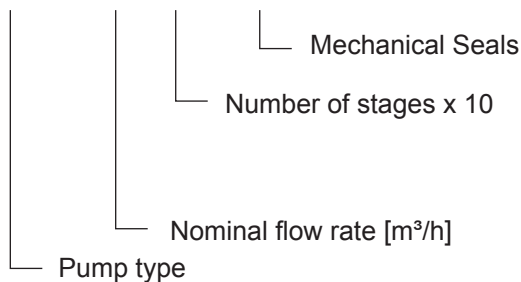 Mechanical Seals
Number of stages x 10
Nominal flow rate [m³/h]
Pump type